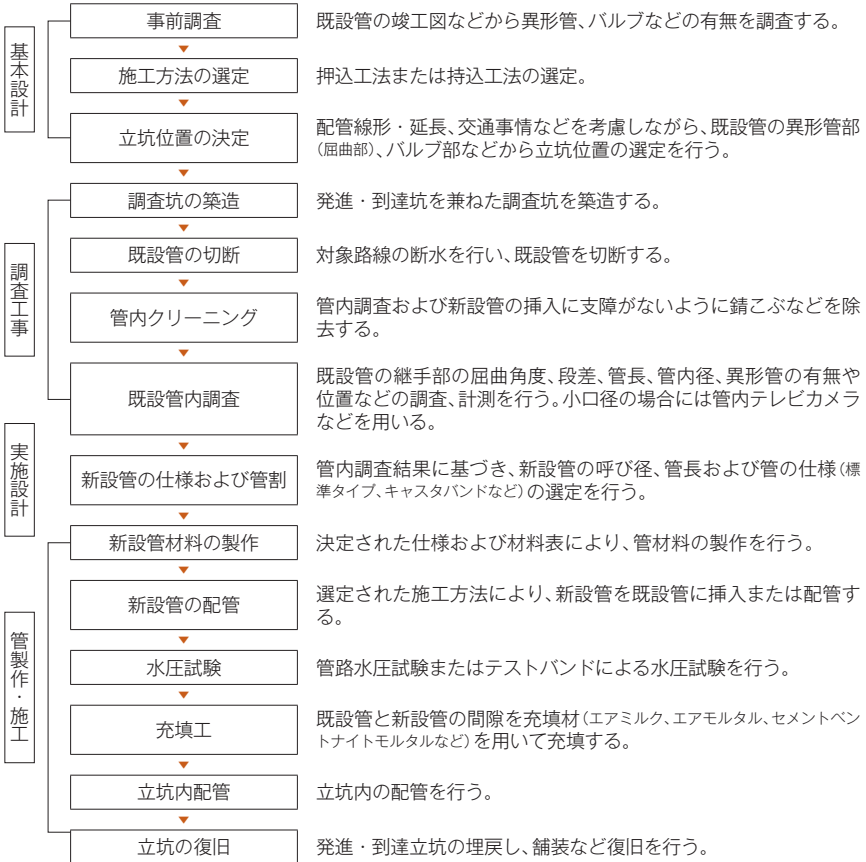 基本設計
事前調査
既設管の竣工図などから異形管、バルブなどの有無を調査する。
施工方法の選定
押込工法または持込工法の選定。
立坑位置の決定
配管線形・延長、交通事情などを考慮しながら、既設管の異形管部
(屈曲部)、バルブ部などから立坑位置の選定を行う。
調査工事
調査坑の築造
発進・到達坑を兼ねた調査坑を築造する。
既設管の切断
対象路線の断水を行い、既設管を切断する。
管内クリーニング
管内調査および新設管の挿入に支障がないように錆こぶなどを除
去する。
既設管内調査
既設管の継手部の屈曲角度、段差、管長、管内径、異形管の有無や
位置などの調査、計測を行う。小口径の場合には管内テレビカメラ
などを用いる。
実施設計
新設管の仕様および管割
管内調査結果に基づき、新設管の呼び径、管長および管の仕様(標
準タイプ、キャスタバンドなど)の選定を行う。
管製作・施工
新設管材料の製作
決定された仕様および材料表により、管材料の製作を行う。
新設管の配管
選定された施工方法により、新設管を既設管に挿入または配管す
る。
水圧試験
管路水圧試験またはテストバンドによる水圧試験を行う。
充填工
既設管と新設管の間隙を充填材(エアミルク、エアモルタル、セメントベン
トナイトモルタルなど)を用いて充填する。
立坑内配管
立坑内の配管を行う。
立坑の復旧
発進・到達立坑の埋戻し、舗装など復旧を行う。